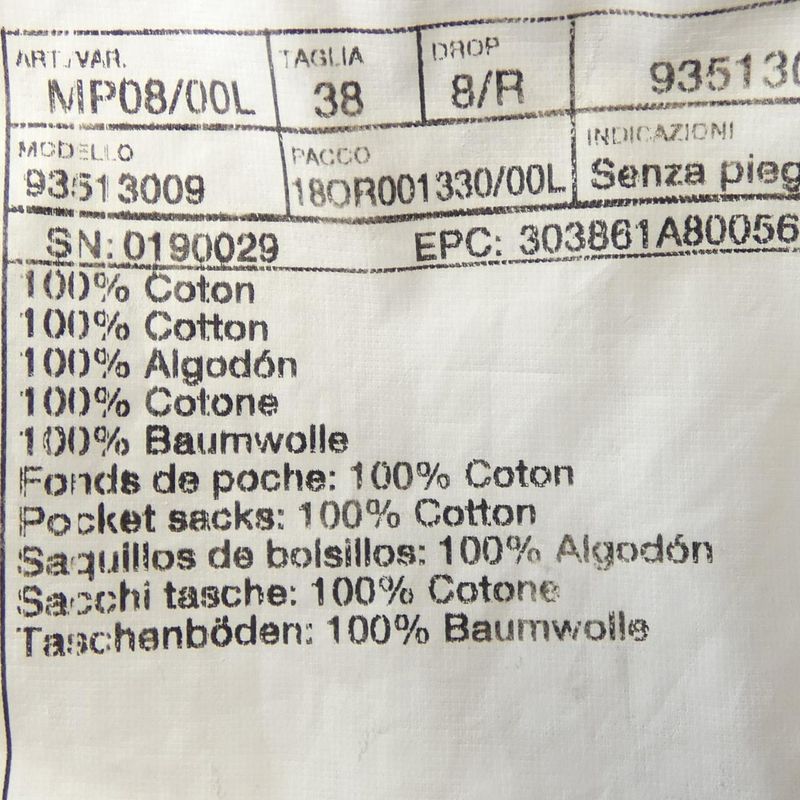 ART./VAR. TAGLIA DROP
MP08/00L 38 8/R 935130
MODELLO PACCO INDICAZIONI
93513009 18OR001330/00L Senza pieg
SN: 0190029 EPC: 303861A80056
100% Coton
100% Cotton
100% Algodón
100% Cotone
100% Baumwolle
Fonds de poche: 100% Coton
Pocket sacks: 100% Cotton
Saquillos de bolsillos: 100% Algodón
Sacchi tasche: 100% Cotone
Taschenböden: 100% Baumwolle